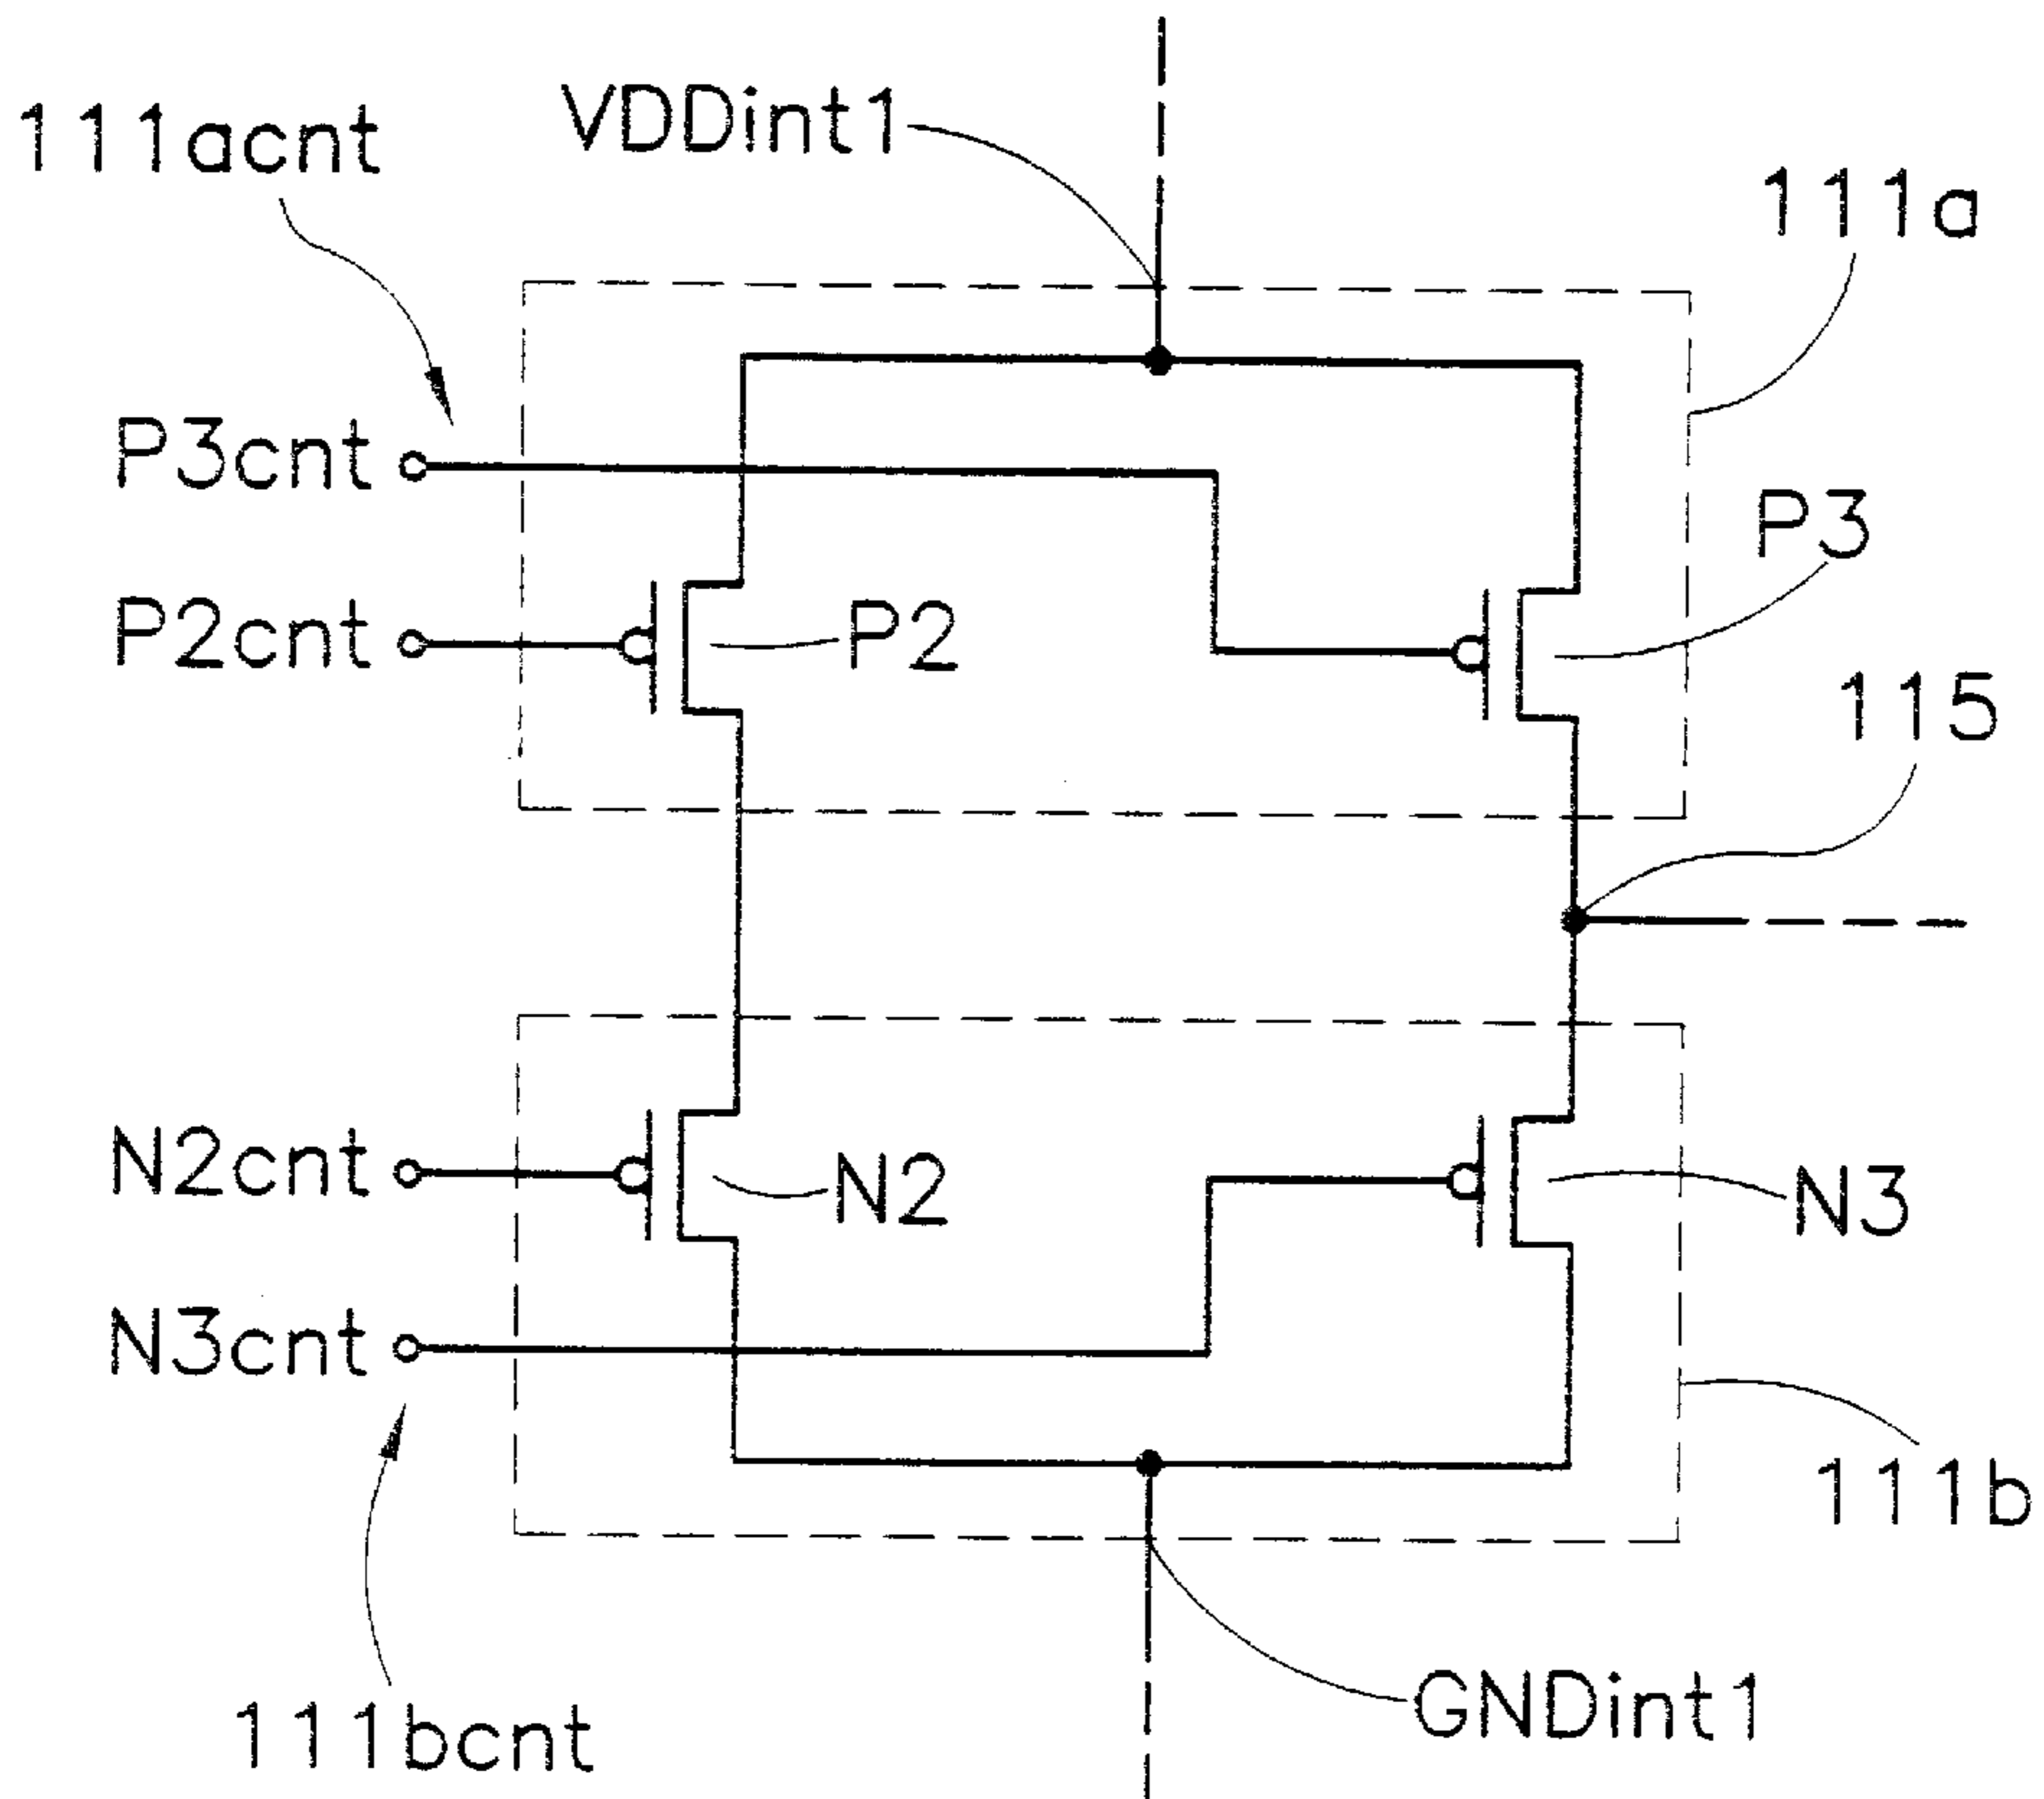 111acnt
VDDint1
111a
P3cnt
P3
P2cnt
P2
115
N2cnt
N2
N3
N3cnt
111b
GNDint1
111bcnt